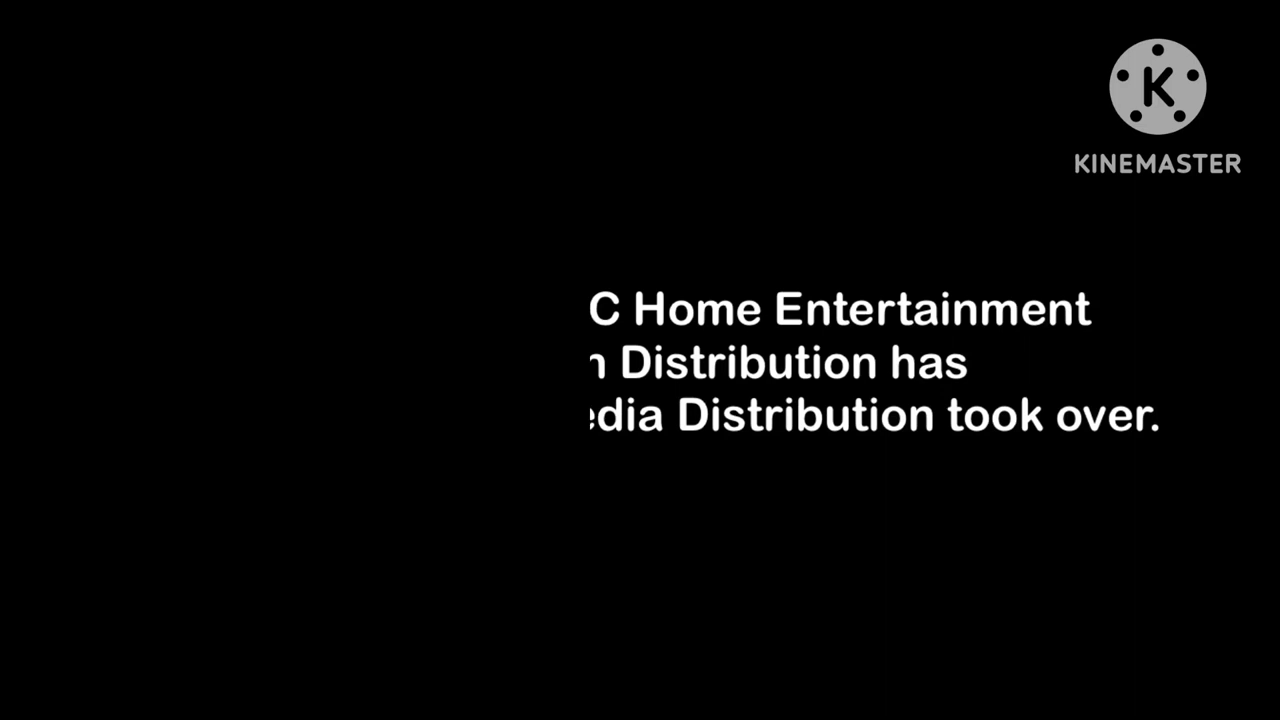 KINEMASTER
C Home Entertainment
Distribution has
Distribution took over.